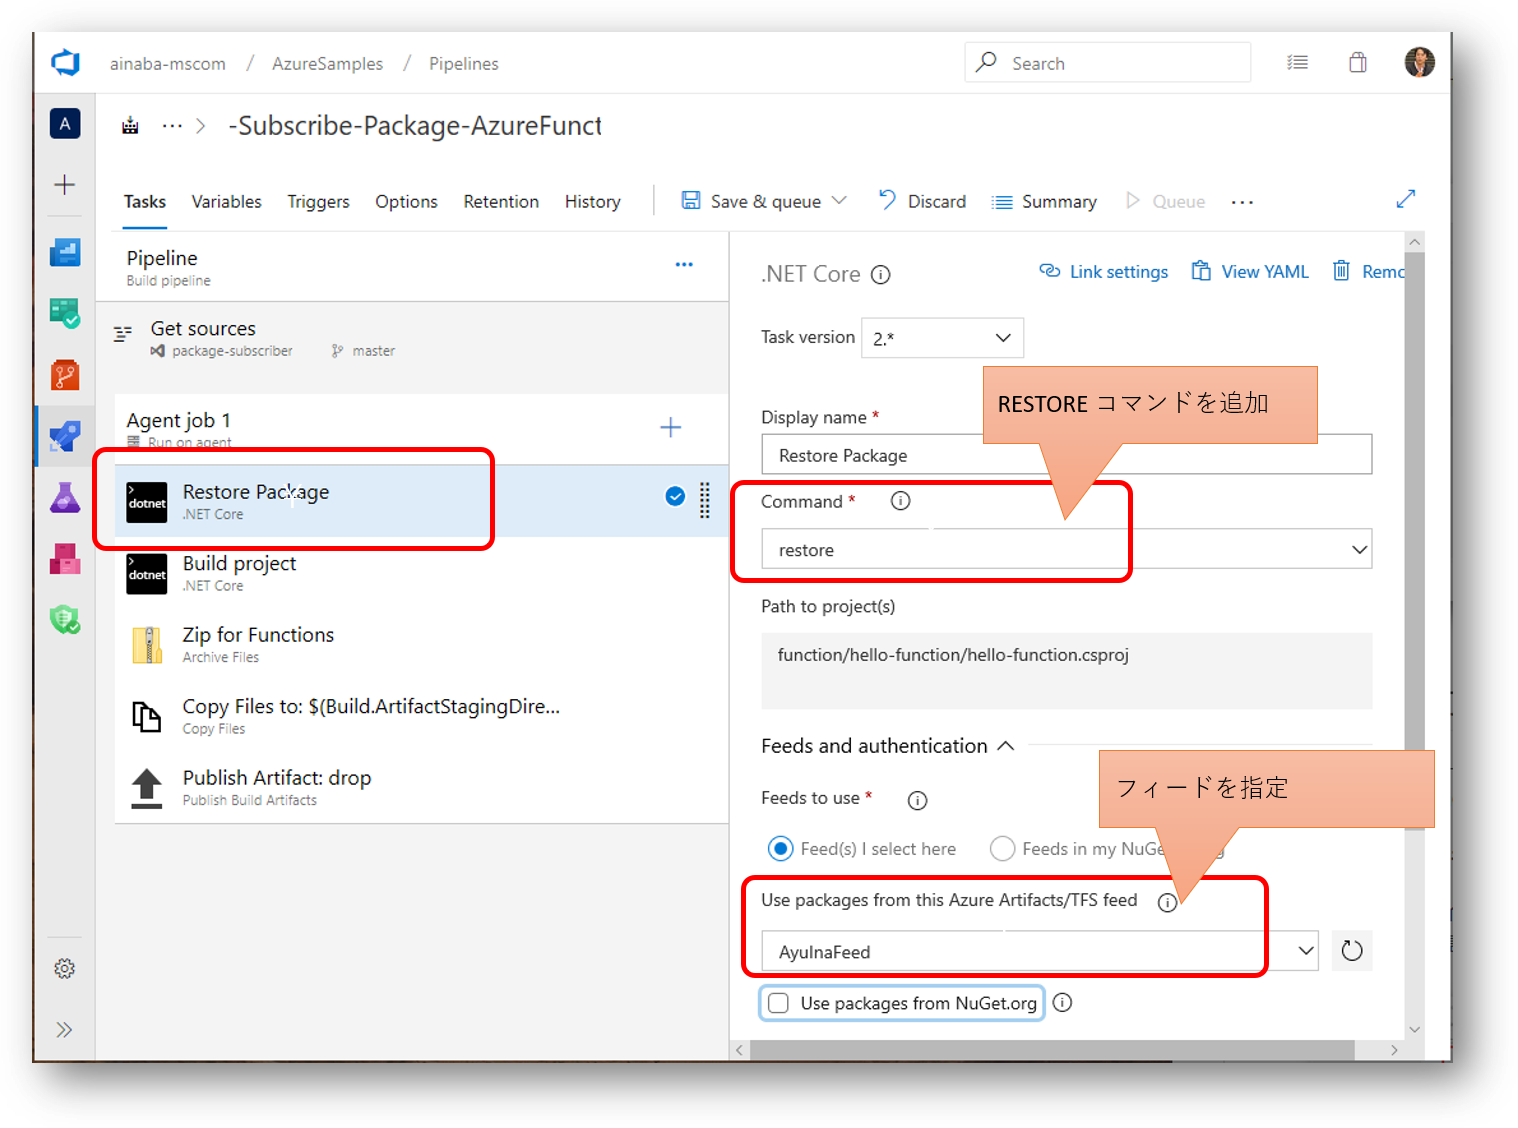 ainaba-mscom / AzureSamples / Pipelines
Search
A
... > -Subscribe-Package-AzureFunct
Tasks Variables Triggers Options Retention History Save & queue Discard Summary Queue ...
Pipeline
Build pipeline
Get sources
package-subscriber master
Agent job 1
Run on agent
dotnet
Restore Package
.NET Core
dotnet
Build project
.NET Core
Zip for Functions
Archive Files
Copy Files to: $(Build.ArtifactStagingDire...
Copy Files
Publish Artifact: drop
Publish Build Artifacts
.NET Core
Link settings View YAML Remo
Task version 2.*
RESTORE コマンドを追加
Display name *
Restore Package
Command *
restore
Path to project(s)
function/hello-function/hello-function.csproj
Feeds and authentication
フィードを指定
Feeds to use *
Feed(s) I select here Feeds in my NuGe
Use packages from this Azure Artifacts/TFS feed
AyuInaFeed
Use packages from NuGet.org